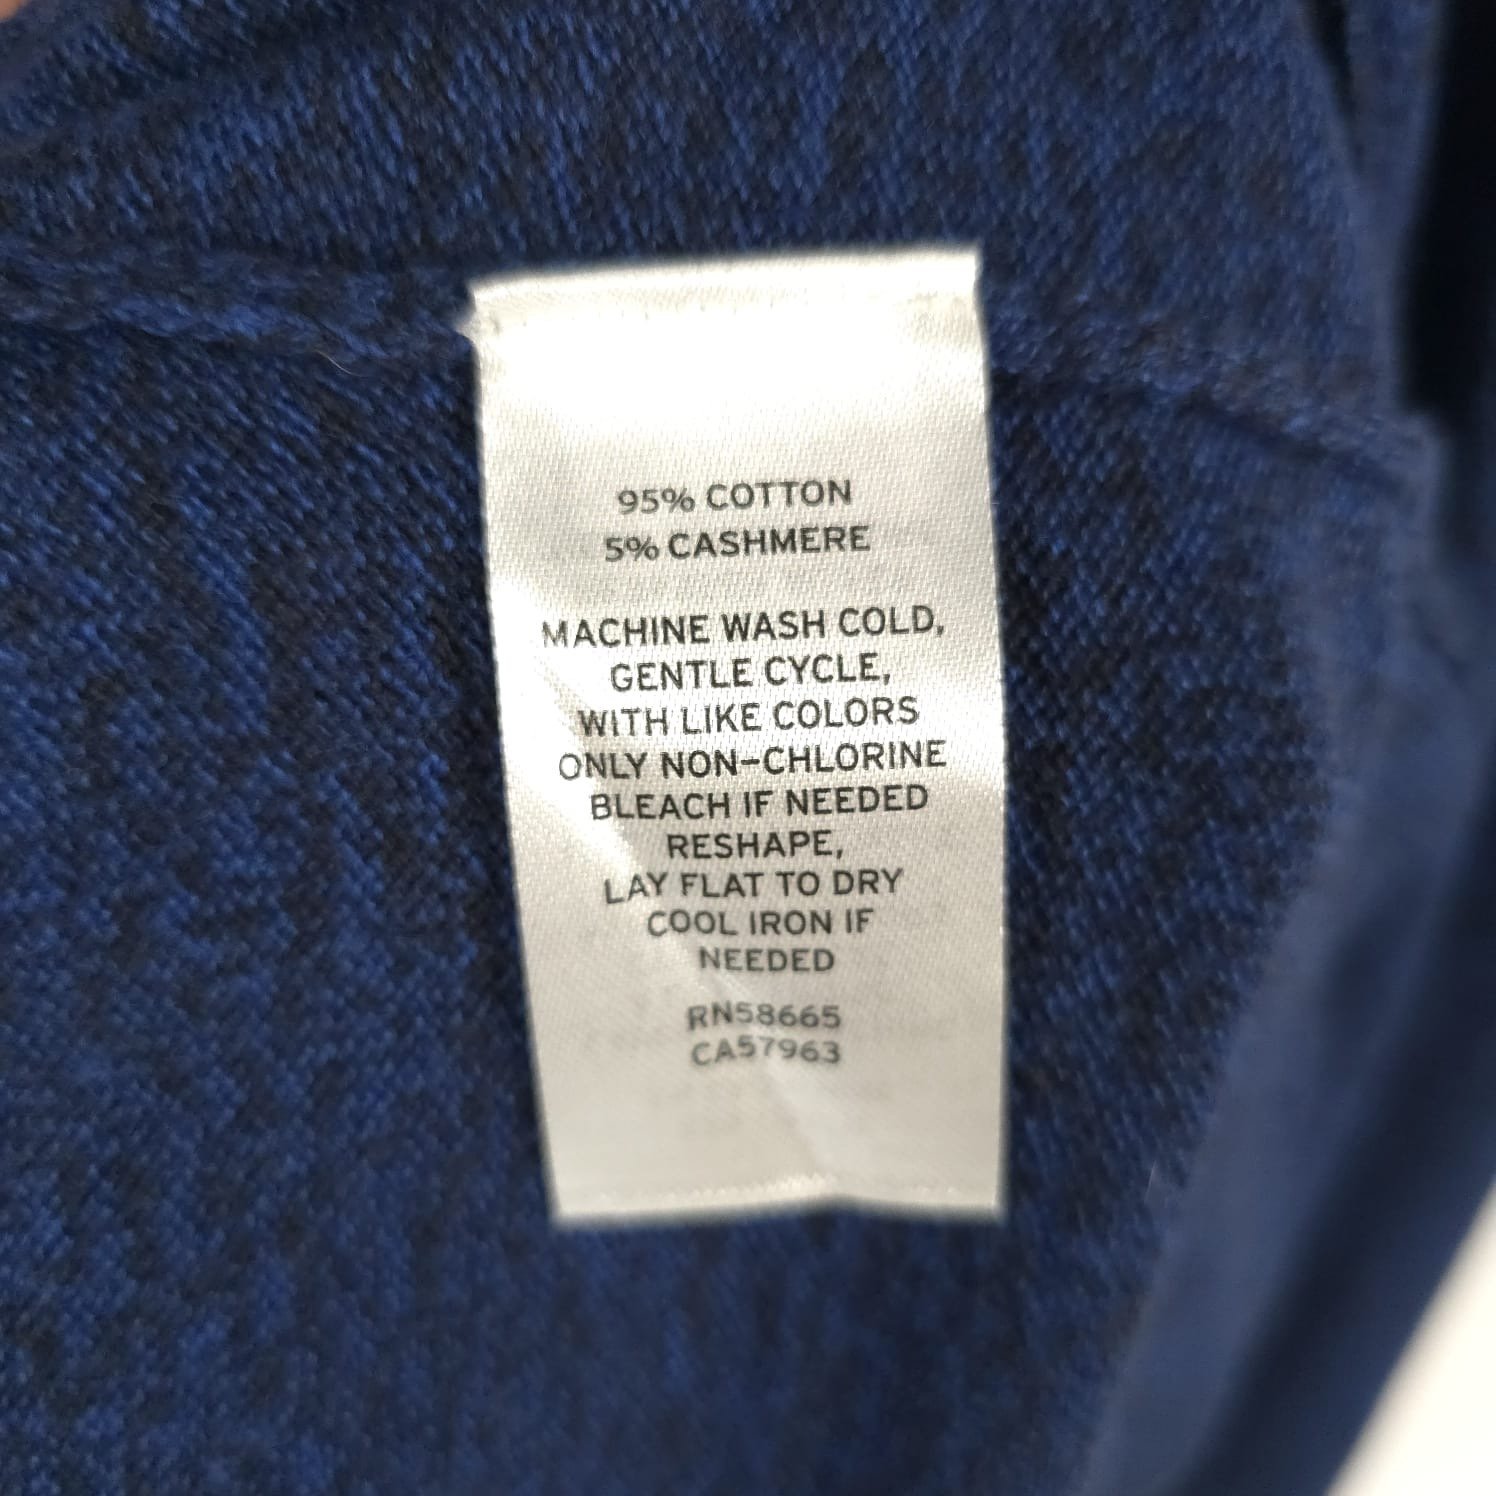 95% COTTON
5% CASHMERE
MACHINE WASH COLD,
GENTLE CYCLE,
WITH LIKE COLORS
ONLY NON-CHLORINE
BLEACH IF NEEDED
RESHAPE,
LAY FLAT TO DRY
COOL IRON IF
NEEDED
RN58665
CA57963